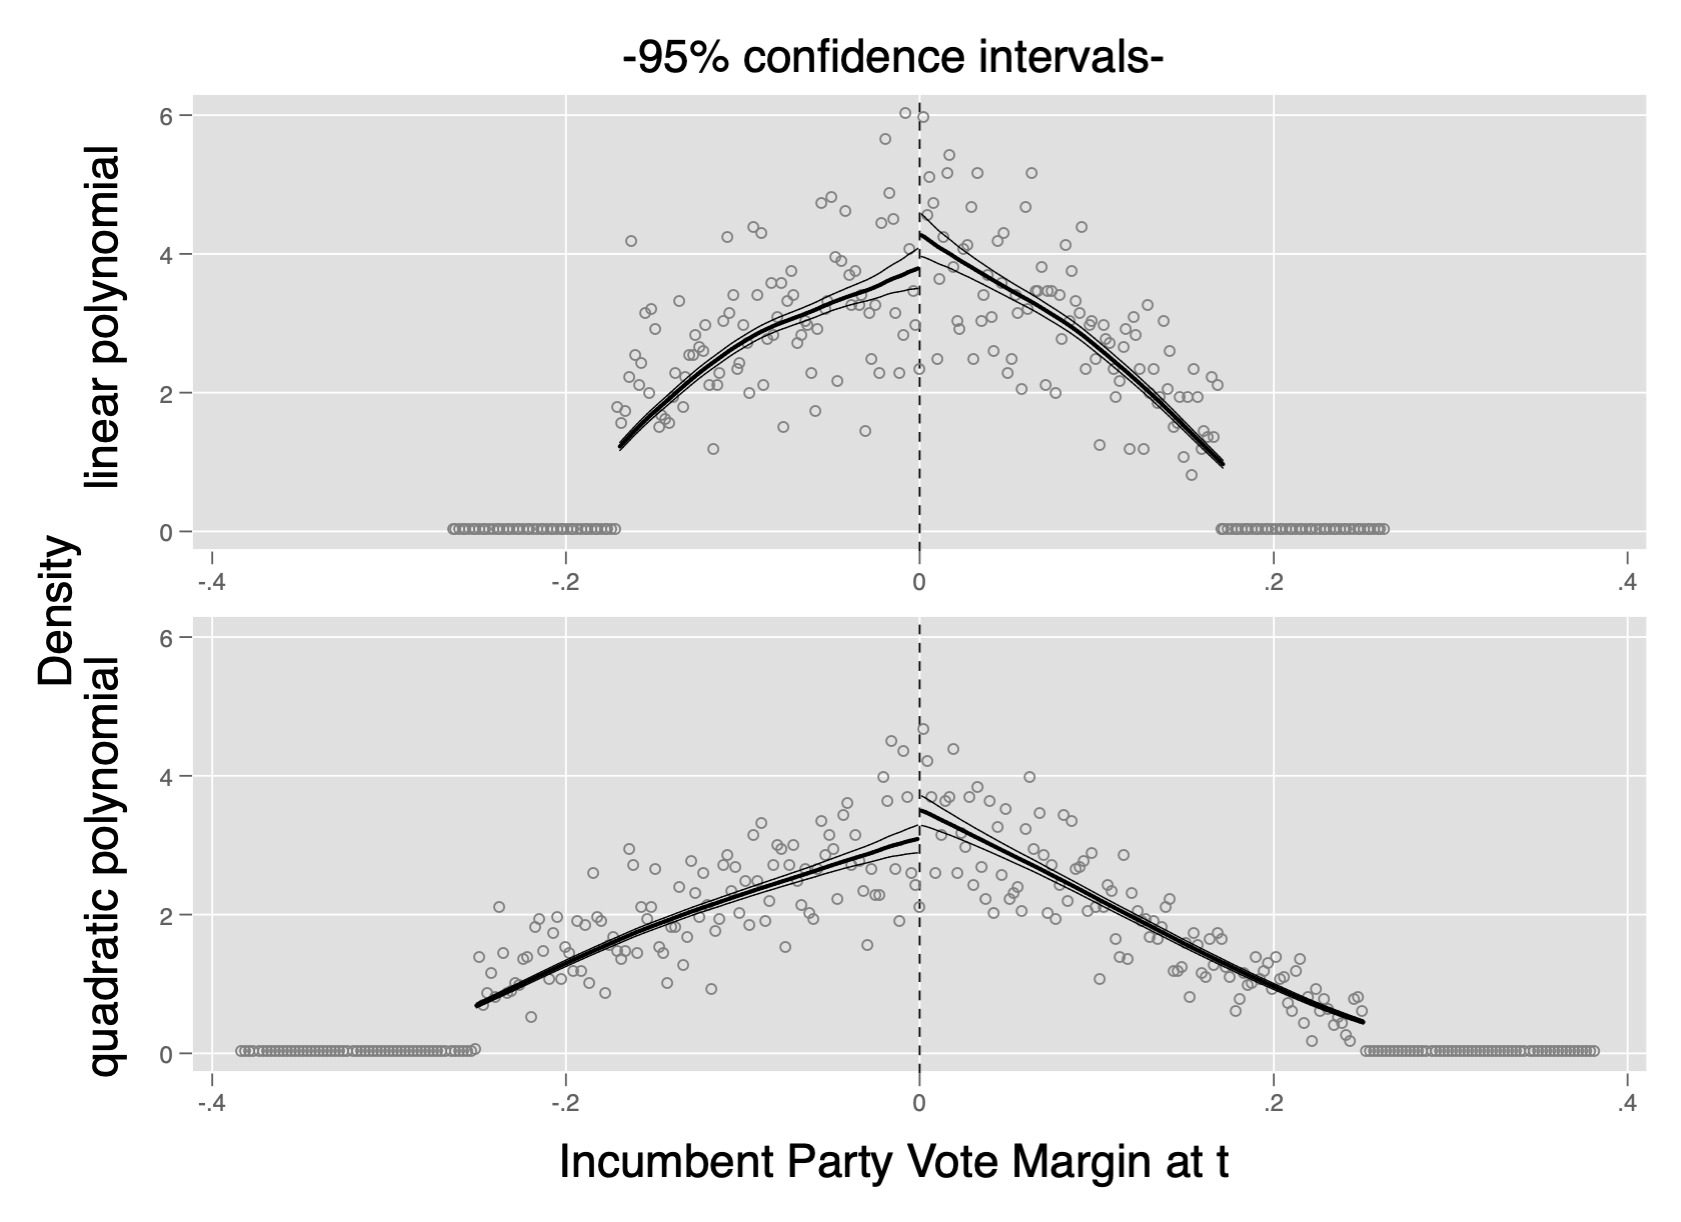 -95% confidence intervals-
Density
linear polynomial
6
4
2
0
-.4 -.2 0 .2 .4
quadratic polynomial
6
4
2
0
-.4 -.2 0 .2 .4
Incumbent Party Vote Margin at t